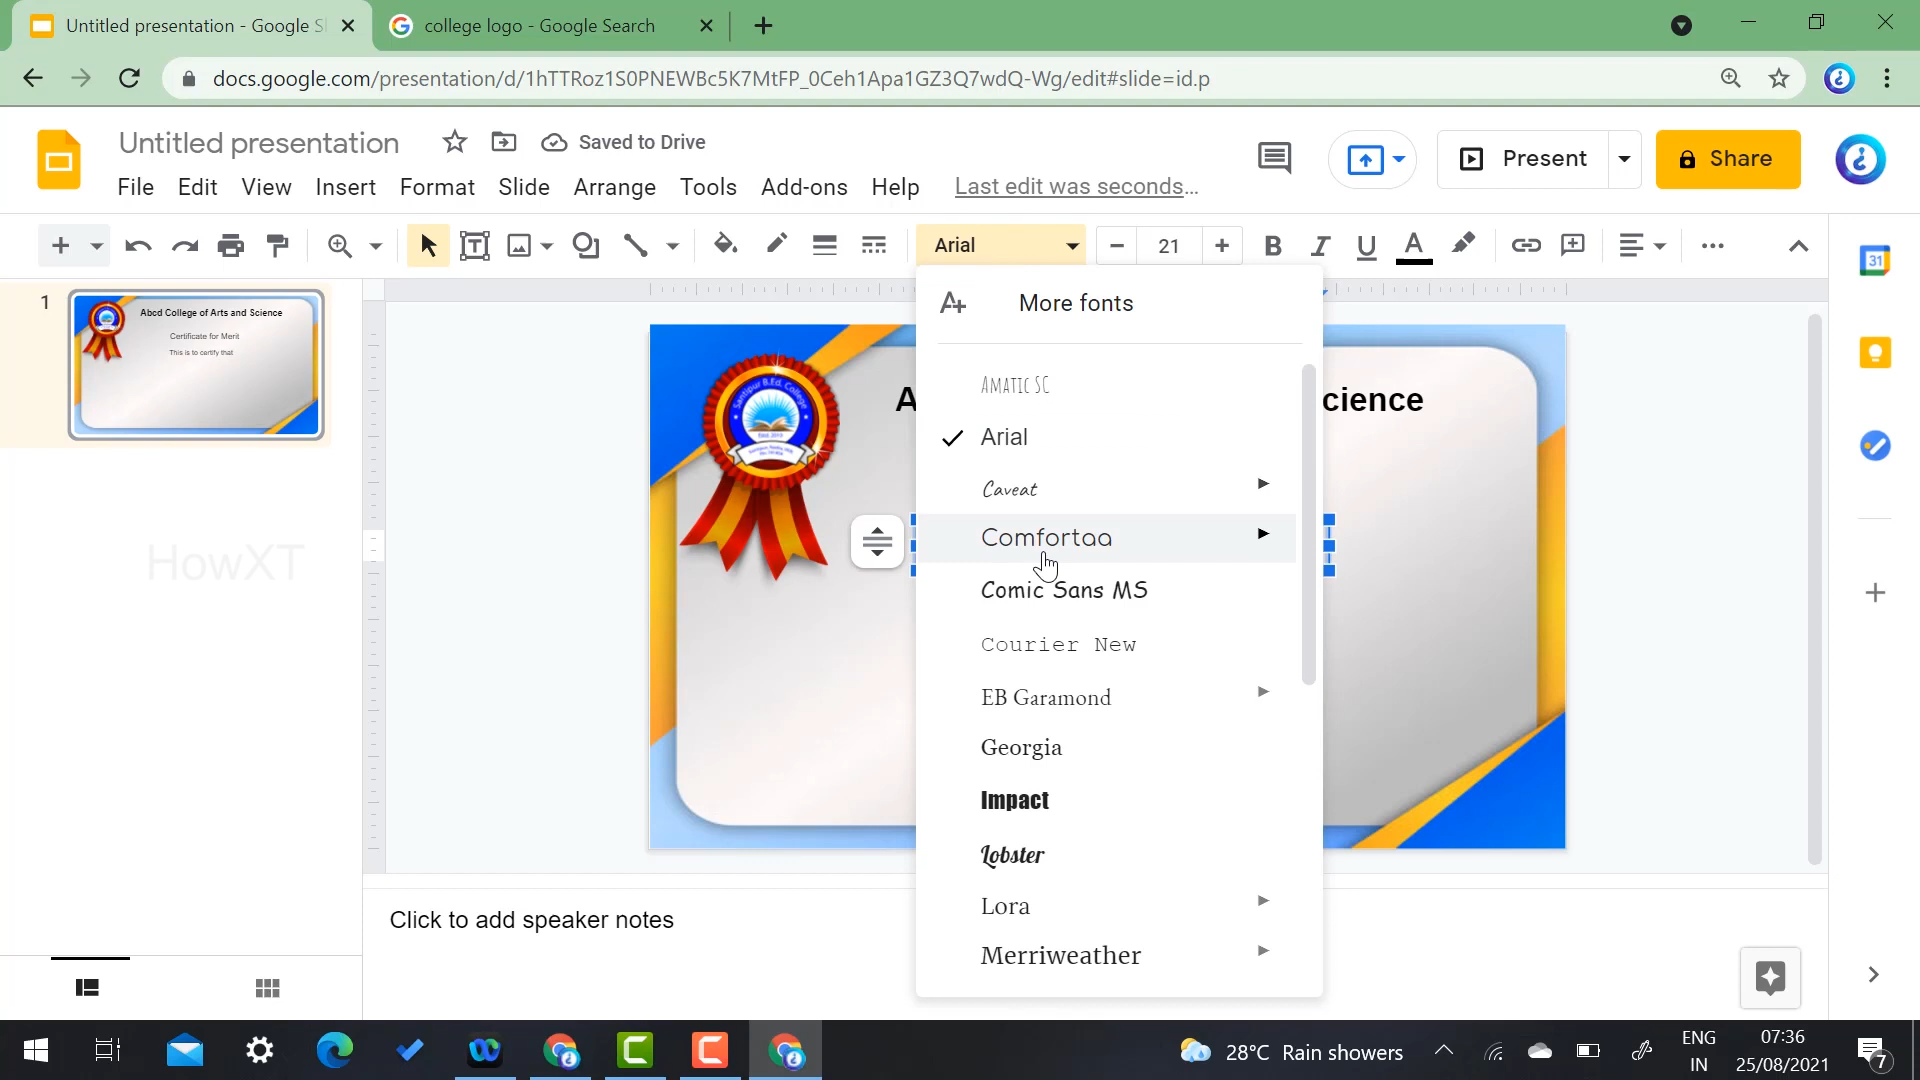 Untitled presentation - Google Sl
college logo - Google Search
docs.google.com/presentation/d/1hTTRoz1S0PNEWBc5K7MtFP_0Ceh1Apa1GZ3Q7wdQ-Wg/edit#slide=id.p
Untitled presentation
Saved to Drive
Present
Share
File Edit View Insert Format Slide Arrange Tools Add-ons Help Last edit was seconds...
Arial
21
31
1
Abcd College of Arts and Science
Certificate for Merit
This is to certify that
HowXT
Santipur B.Ed. College
A
cience
More fonts
Amatic SC
Arial
Caveat
Comfortaa
Comic Sans MS
Courier New
EB Garamond
Georgia
Impact
Lobster
Lora
Merriweather
Click to add speaker notes
28°C Rain showers
ENG
IN
07:36
25/08/2021
7